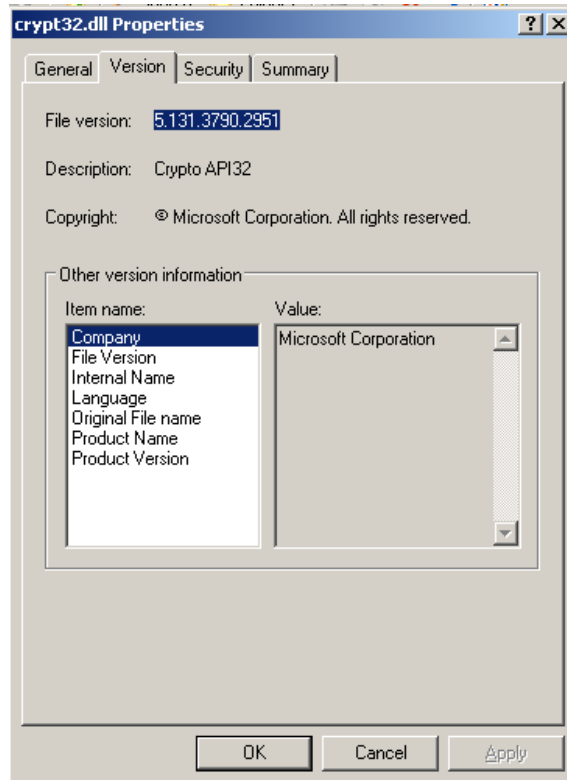 crypt32.dll Properties
General Version Security Summary
File version: 5.131.3790.2951
Description: Crypto API32
Copyright: © Microsoft Corporation. All rights reserved.
Other version information
Item name: Value:
Company Microsoft Corporation
File Version
Internal Name
Language
Original File name
Product Name
Product Version
OK Cancel Apply